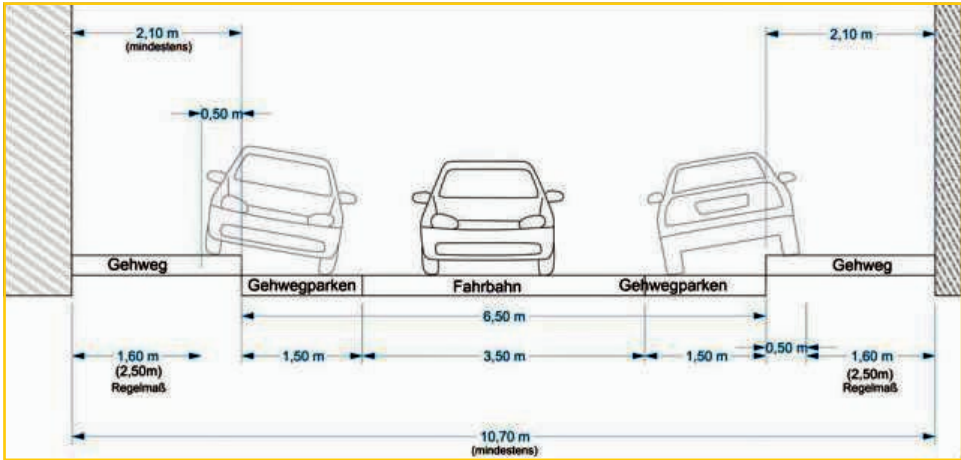 2,10 m
(mindestens)
2,10 m
0,50 m
Gehweg
Gehweg
Gehwegparken
Fahrbahn
Gehwegparken
6,50 m
1,60 m
(2,50m)
Regelmaß
1,50 m
3,50 m
1,50 m
0,50 m
1,60 m
(2,50m)
Regelmaß
10,70 m
(mindestens)